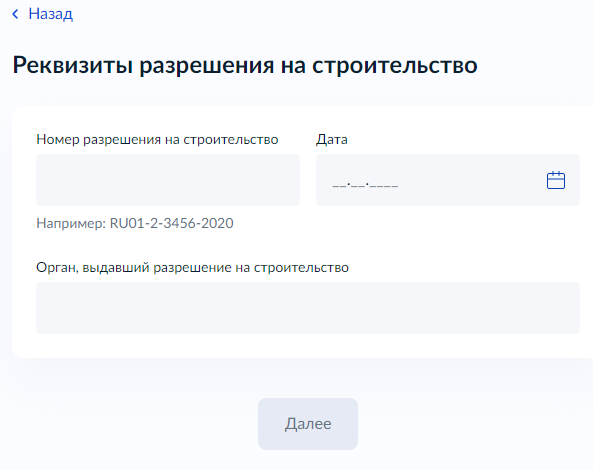 Назад
Реквизиты разрешения на строительство
Номер разрешения на строительство
Дата
__.__.____
Например: RU01-2-3456-2020
Орган, выдавший разрешение на строительство
Далее